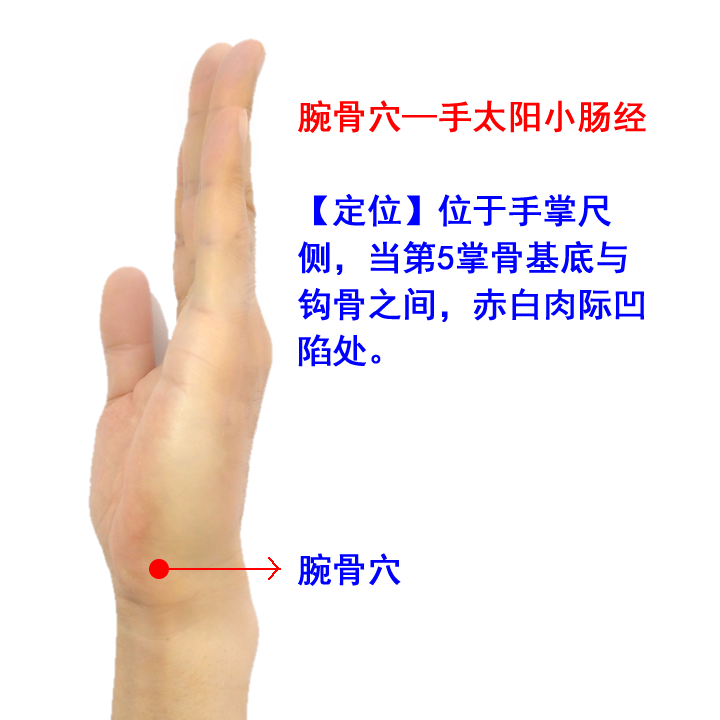 腕骨穴—手太阳小肠经
【定位】位于手掌尺
侧，当第5掌骨基底与
钩骨之间，赤白肉际凹
陷处。
腕骨穴